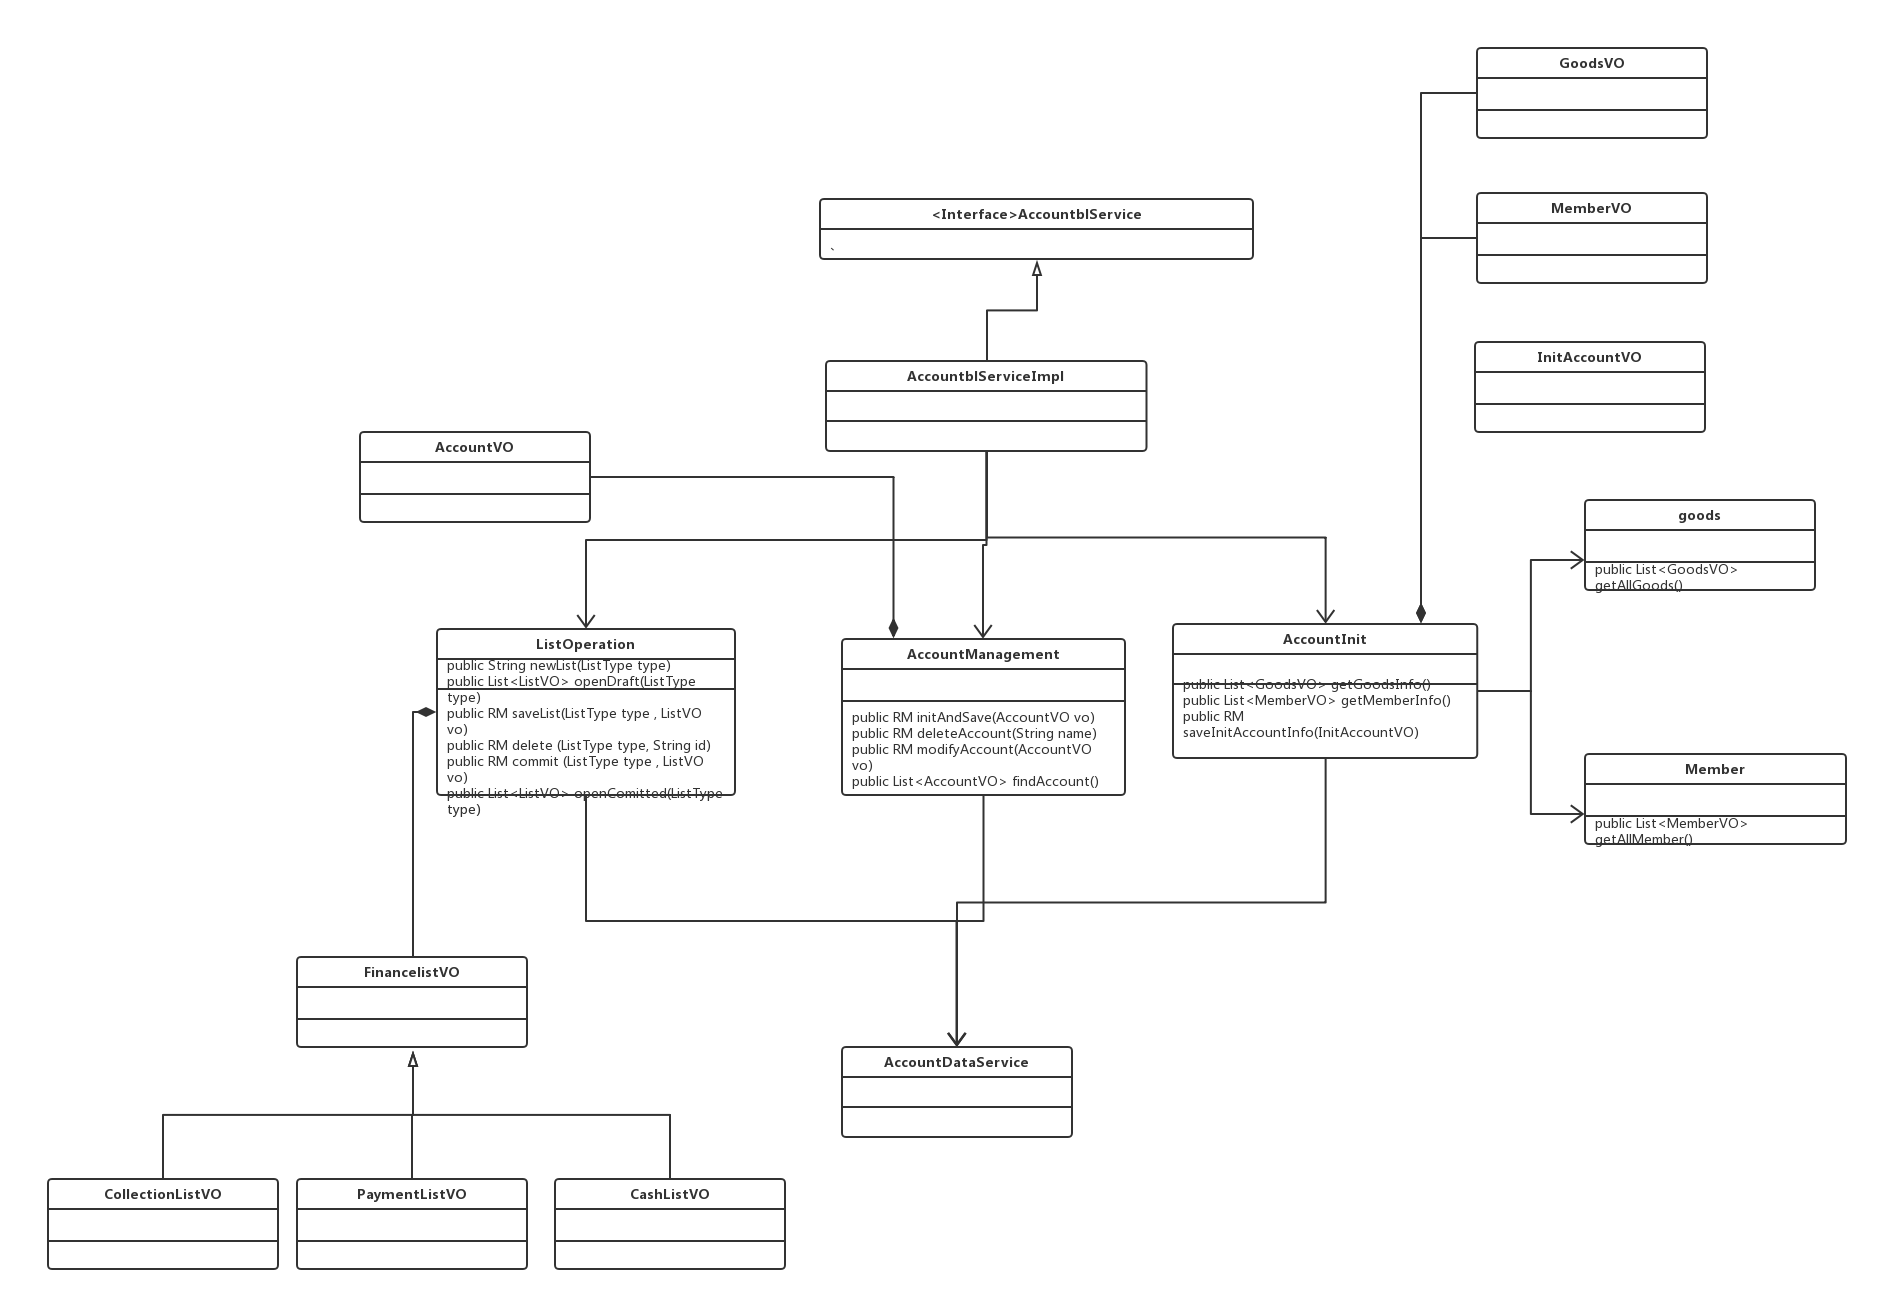 GoodsVO
MemberVO
<Interface>AccountblService
、
InitAccountVO
AccountblServiceImpl
AccountVO
goods
public List<GoodsVO>
getAllGoods()
ListOperation
public String newList(ListType type)
public List<ListVO> openDraft(ListType
type)
public RM saveList(ListType type , ListVO
vo)
public RM delete (ListType type, String id)
public RM commit (ListType type , ListVO
vo)
public List<ListVO> openComitted(ListType
type)
AccountManagement
public RM initAndSave(AccountVO vo)
public RM deleteAccount(String name)
public RM modifyAccount(AccountVO
vo)
public List<AccountVO> findAccount()
AccountInit
public List<GoodsVO> getGoodsInfo()
public List<MemberVO> getMemberInfo()
public RM
saveInitAccountInfo(InitAccountVO)
Member
public List<MemberVO>
getAllMember()
FinancelistVO
AccountDataService
CollectionListVO
PaymentListVO
CashListVO